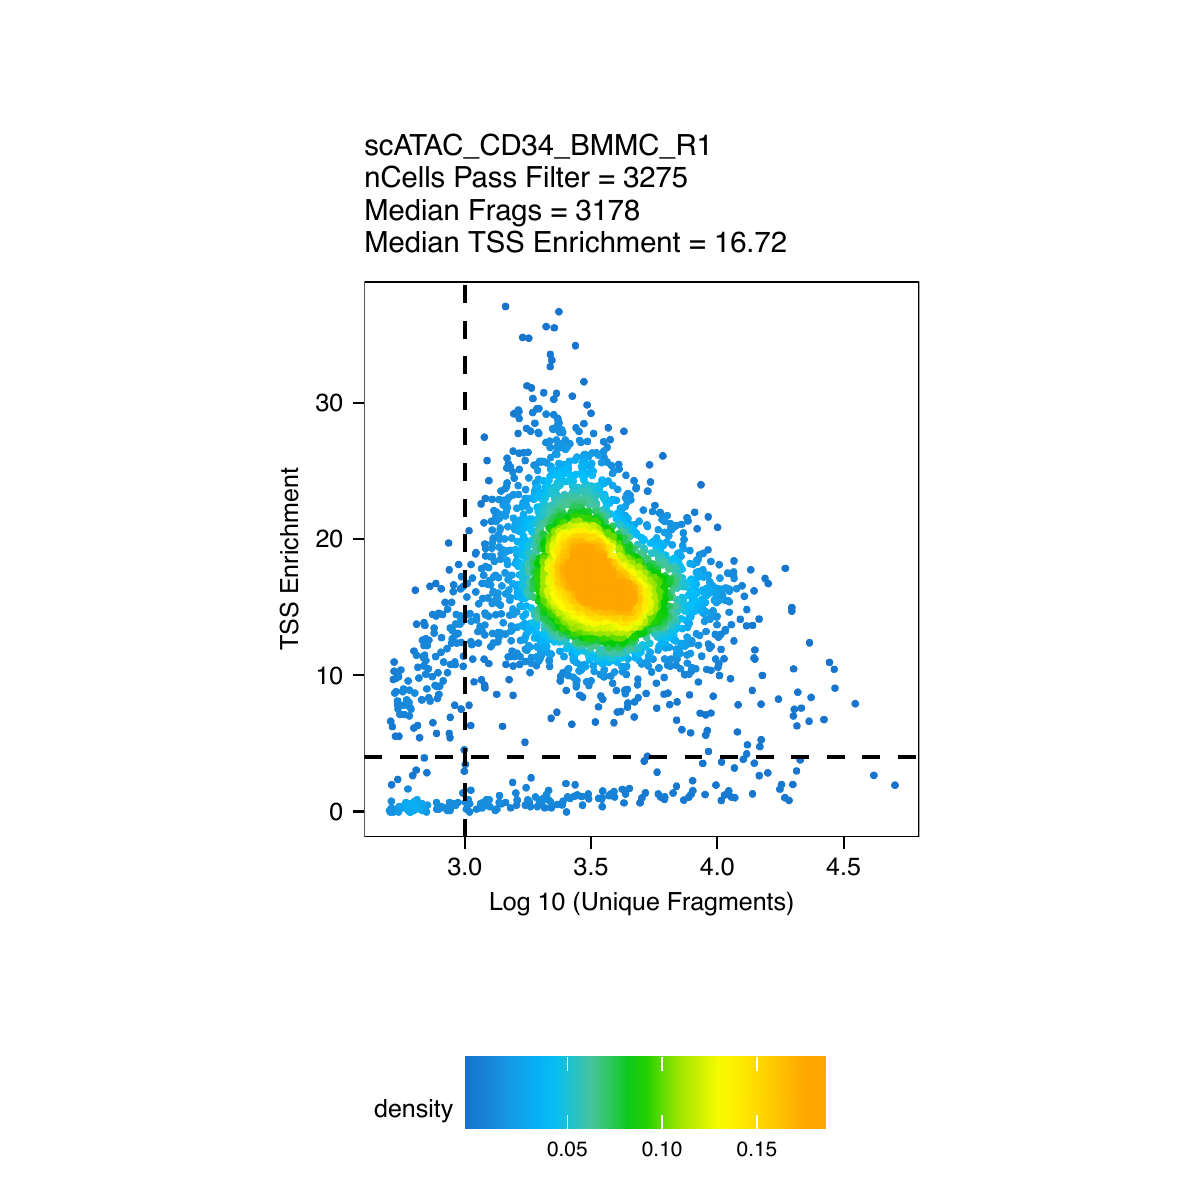 scATAC_CD34_BMMC_R1
nCells Pass Filter = 3275
Median Frags = 3178
Median TSS Enrichment = 16.72
30
20
10
0
TSS Enrichment
3.0 3.5 4.0 4.5
Log 10 (Unique Fragments)
density
0.05 0.10 0.15